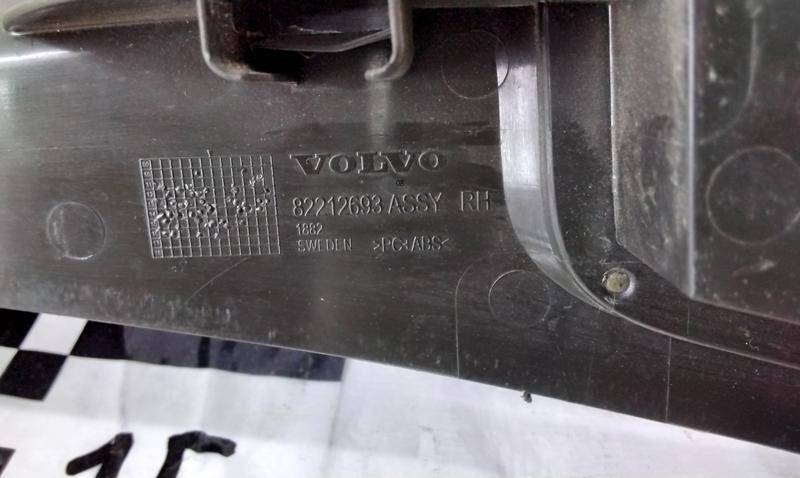 VOLVO
82212693 ASSY RH
1882
SWEDEN >PC+ABS<